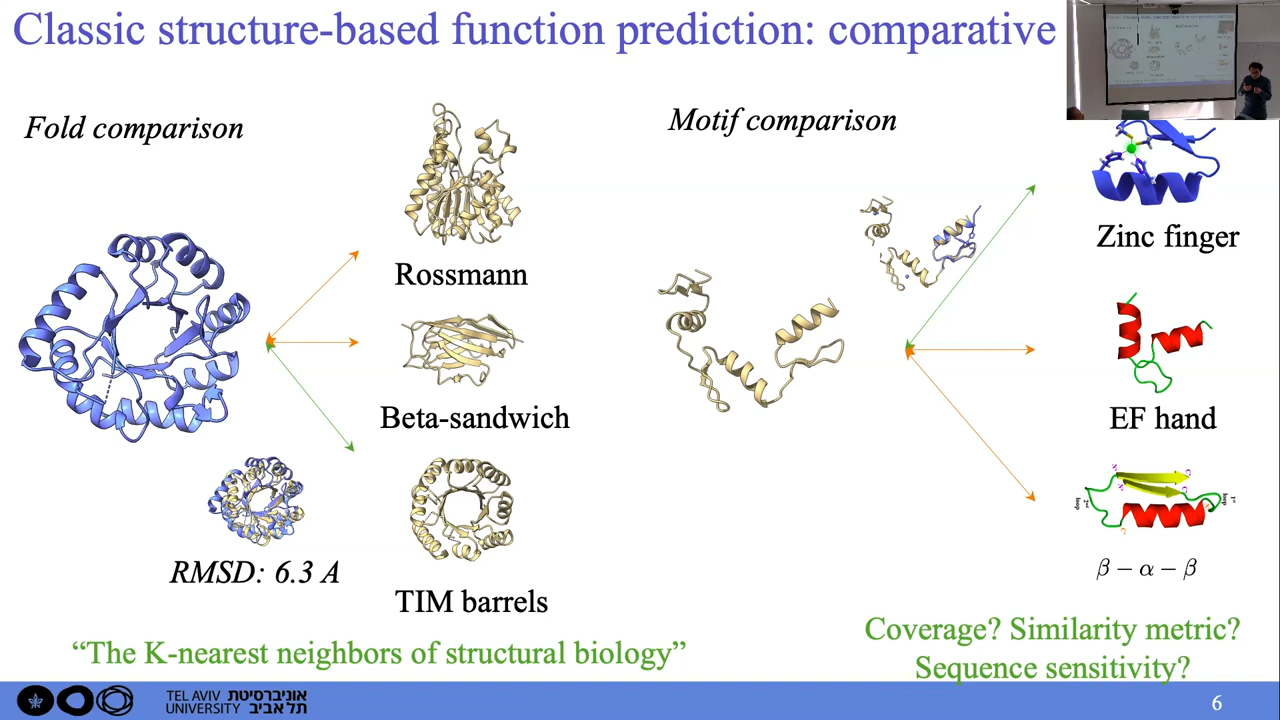 Classic structure-based function prediction: comparative
Fold comparison
Motif comparison
Rossmann
Beta-sandwich
TIM barrels
RMSD: 6.3 A
“The K-nearest neighbors of structural biology”
Zinc finger
EF hand
β − α − β
Coverage? Similarity metric?
Sequence sensitivity?
TEL AVIV אוניברסיטת
UNIVERSITY תל אביב
6